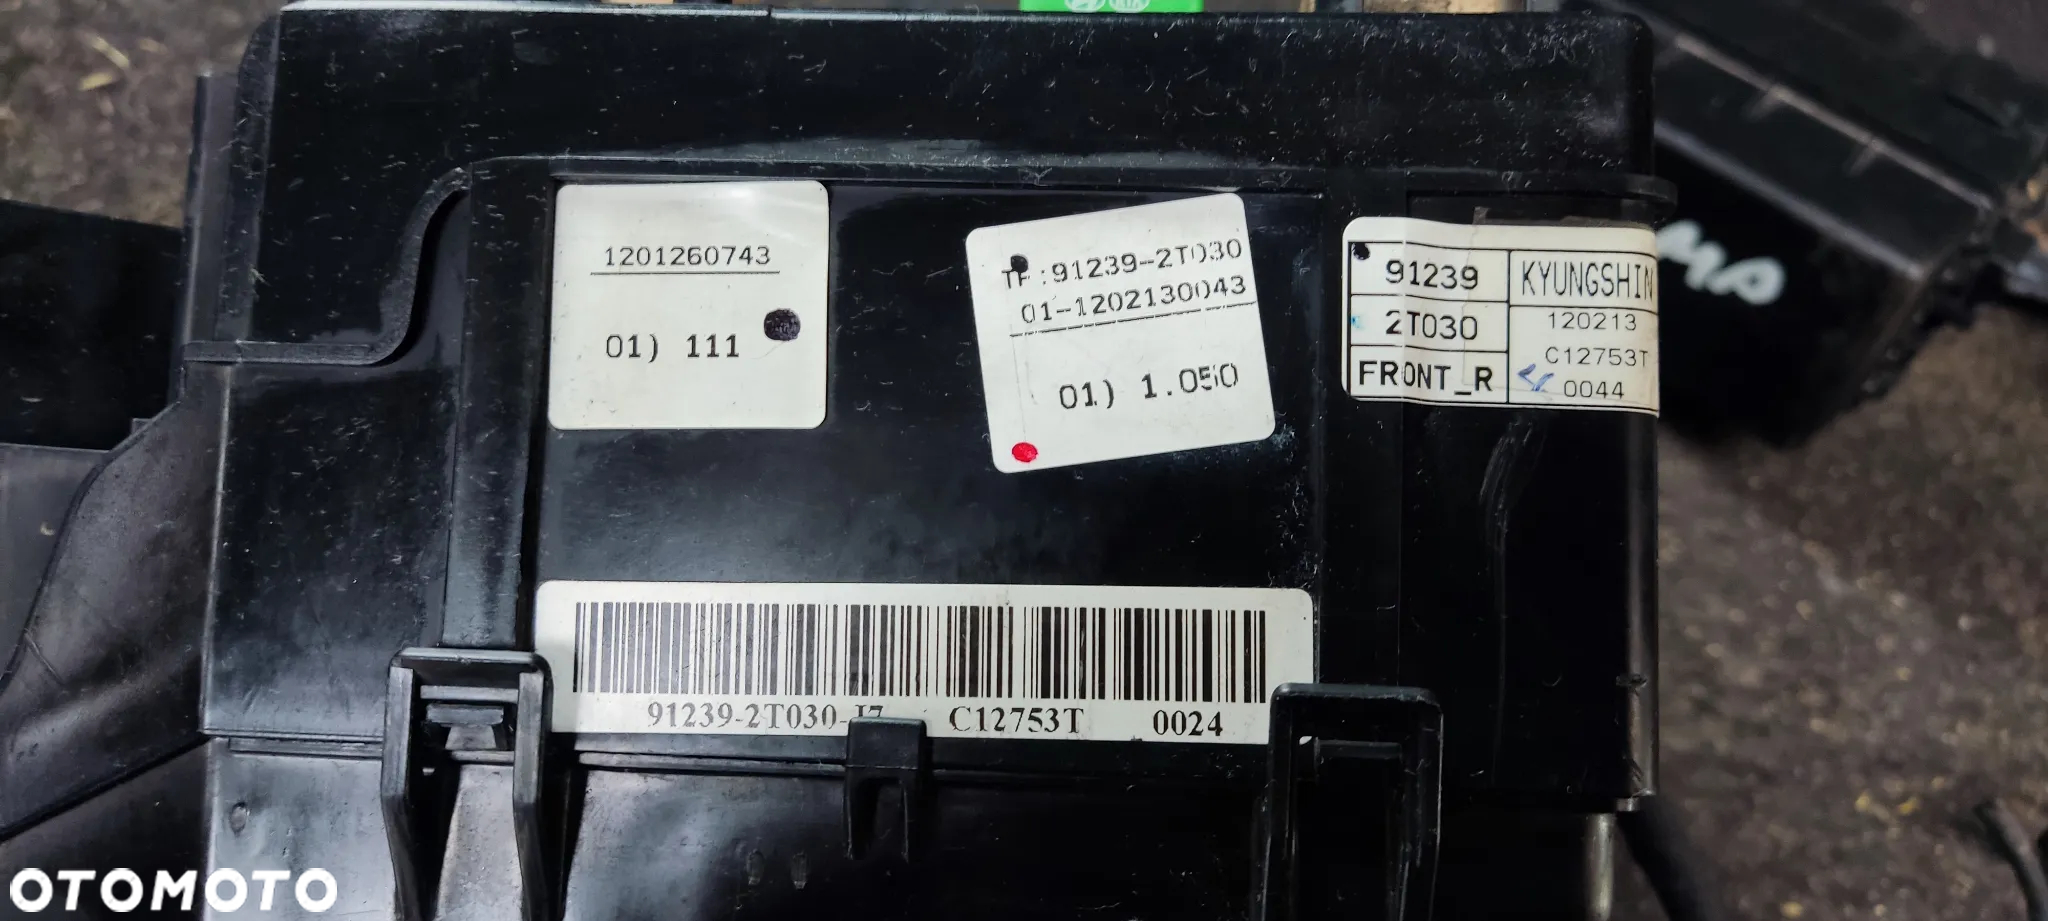 1201260743
01) 111
TP:91239-2T030
01-1202130043
01) 1.050
91239
2T030
FRONT_R
KYUNGSHIN
120213
C12753T
0044
91239-2T030 C12753T 0024
OTOMOTO